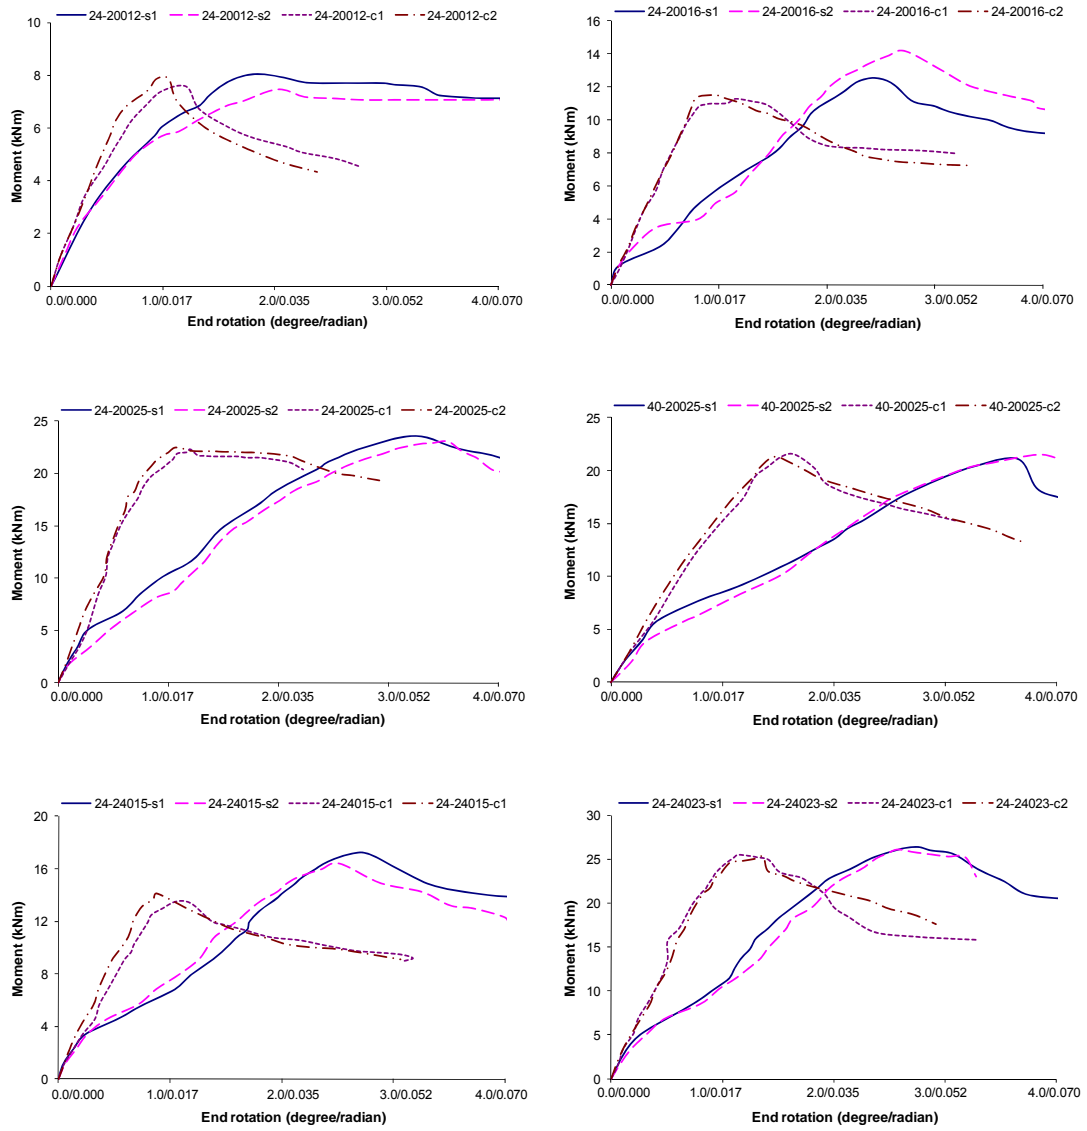 24-20012-s1 24-20012-s2 24-20012-c1 24-20012-c2
Moment (kNm)
10
8
6
4
2
0
0.0/0.000 1.0/0.017 2.0/0.035 3.0/0.052 4.0/0.070
End rotation (degree/radian)
24-20016-s1 24-20016-s2 24-20016-c1 24-20016-c2
Moment (kNm)
16
14
12
10
8
6
4
2
0
0.0/0.000 1.0/0.017 2.0/0.035 3.0/0.052 4.0/0.070
End rotation (degree/radian)
24-20025-s1 24-20025-s2 24-20025-c1 24-20025-c2
Moment (kNm)
25
20
15
10
5
0
0.0/0.000 1.0/0.017 2.0/0.035 3.0/0.052 4.0/0.070
End rotation (degree/radian)
40-20025-s1 40-20025-s2 40-20025-c1 40-20025-c2
Moment (kNm)
25
20
15
10
5
0
0.0/0.000 1.0/0.017 2.0/0.035 3.0/0.052 4.0/0.070
End rotation (degree/radian)
24-24015-s1 24-24015-s2 24-24015-c1 24-24015-c1
Moment (kNm)
20
16
12
8
4
0
0.0/0.000 1.0/0.017 2.0/0.035 3.0/0.052 4.0/0.070
End rotation (degree/radian)
24-24023-s1 24-24023-s2 24-24023-c1 24-24023-c2
Moment (kNm)
30
25
20
15
10
5
0
0.0/0.000 1.0/0.017 2.0/0.035 3.0/0.052 4.0/0.070
End rotation (degree/radian)